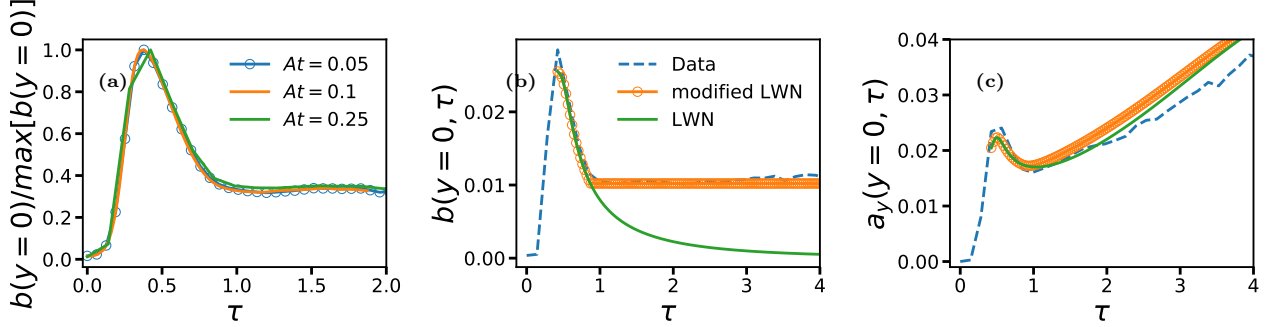 b(y = 0)/max[b(y = 0)]
1.0
0.8
0.6
0.4
0.2
0.0
(a)
At = 0.05
At = 0.1
At = 0.25
0.0 0.5 1.0 1.5 2.0
τ
b(y = 0, τ)
0.02
0.01
0.00
(b)
Data
modified LWN
LWN
0 1 2 3 4
τ
a_y(y = 0, τ)
0.04
0.03
0.02
0.01
0.00
(c)
0 1 2 3 4
τ